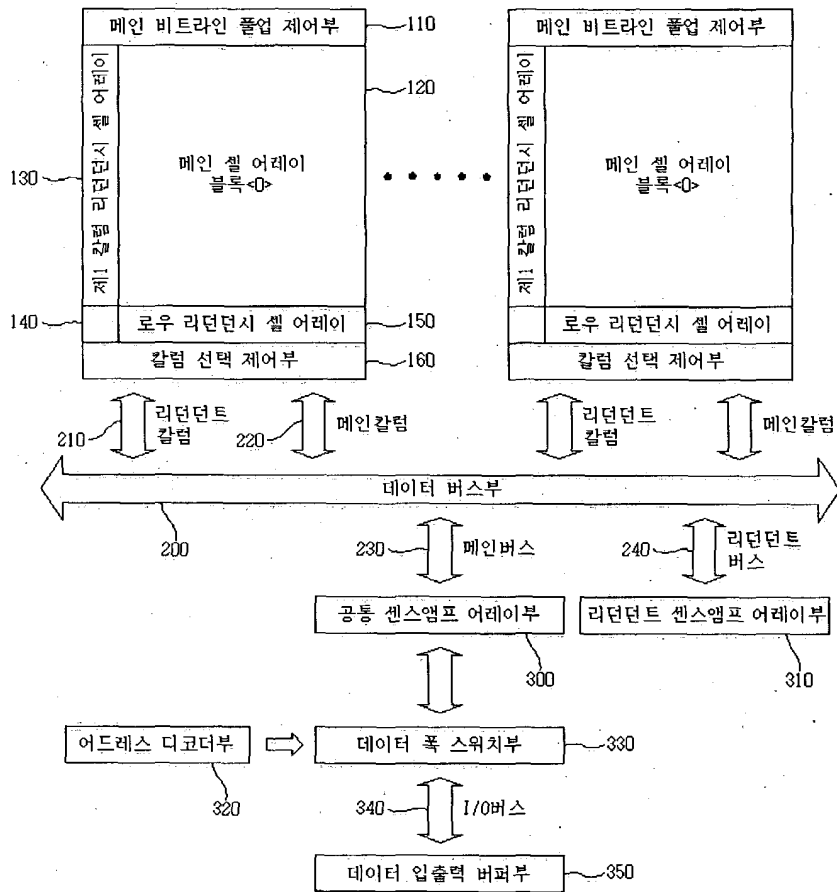 메인 비트라인 풀업 제어부
110
메인 비트라인 풀업 제어부
제1 칼럼 리던던시 셀 어레이
120
130
메인 셀 어레이
블록<0>
제1 칼럼 리던던시 셀 어레이
메인 셀 어레이
블록<0>
140
로우 리던던시 셀 어레이
150
로우 리던던시 셀 어레이
칼럼 선택 제어부
160
칼럼 선택 제어부
210
리던던트
칼럼
220
메인칼럼
리던던트
칼럼
메인칼럼
데이터 버스부
200
230
메인버스
240
리던던트
버스
공통 센스앰프 어레이부
리던던트 센스앰프 어레이부
300
310
어드레스 디코더부
데이터 폭 스위치부
330
320
340
I/O버스
데이터 입출력 버퍼부
350